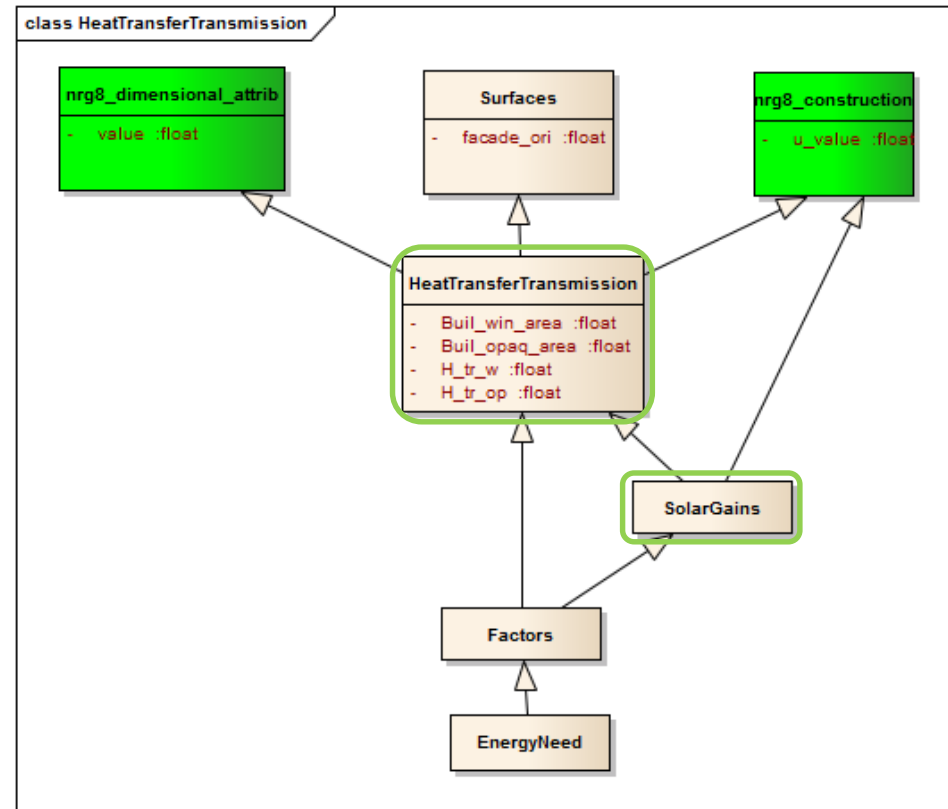 class HeatTransferTransmission
nrg8_dimensional_attrib
- value :float
Surfaces
- facade_ori :float
nrg8_construction
- u_value :float
HeatTransferTransmission
- Buil_win_area :float
- Buil_opaq_area :float
- H_tr_w :float
- H_tr_op :float
SolarGains
Factors
EnergyNeed